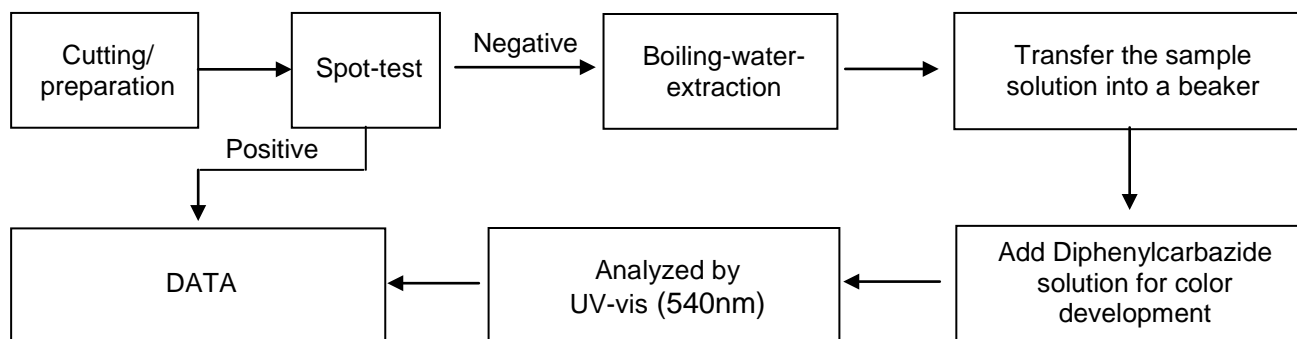 Cutting/
preparation
Spot-test
Negative
Boiling-water-
extraction
Transfer the sample
solution into a beaker
Positive
DATA
Analyzed by
UV-vis (540nm)
Add Diphenylcarbazide
solution for color
development